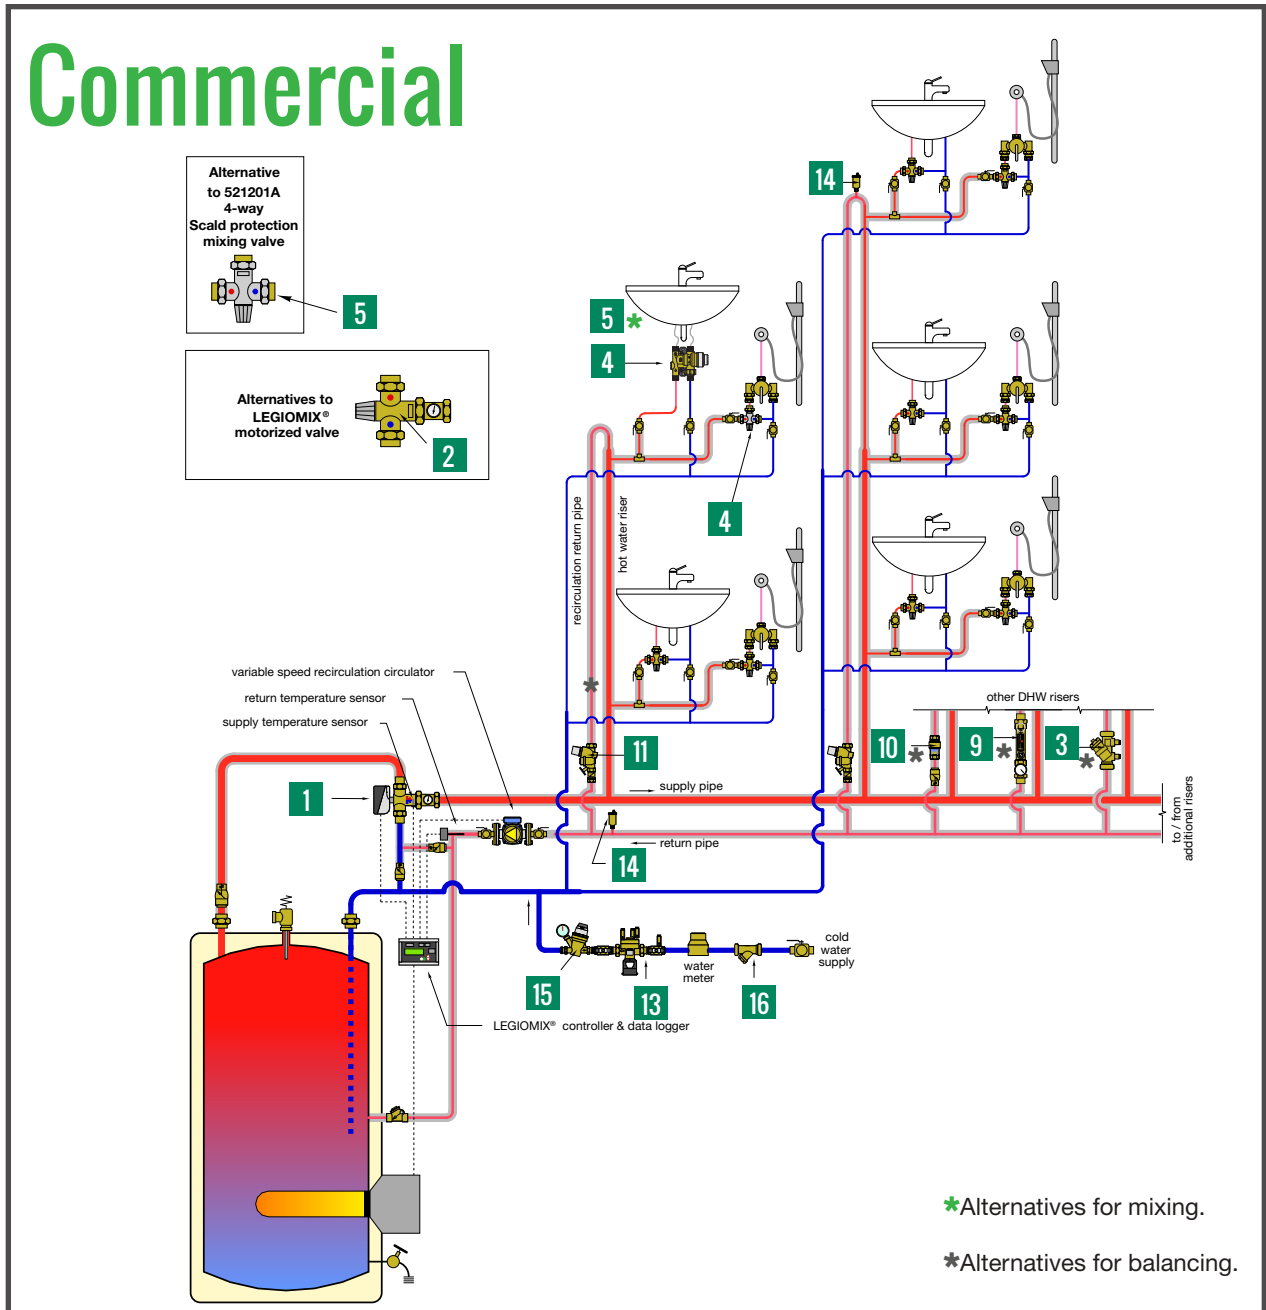 Commercial
Alternative
to 521201A
4-way
Scald protection
mixing valve
5
Alternatives to
LEGIOMIX®
motorized valve
2
14
5
*
4
4
recirculation return pipe
hot water riser
variable speed recirculation circulator
return temperature sensor
supply temperature sensor
*
other DHW risers
11
10
*
9
*
3
*
1
supply pipe
return pipe
14
to / from
additional risers
cold
water
supply
water
meter
15
13
16
LEGIOMIX® controller & data logger
*Alternatives for mixing.
*Alternatives for balancing.